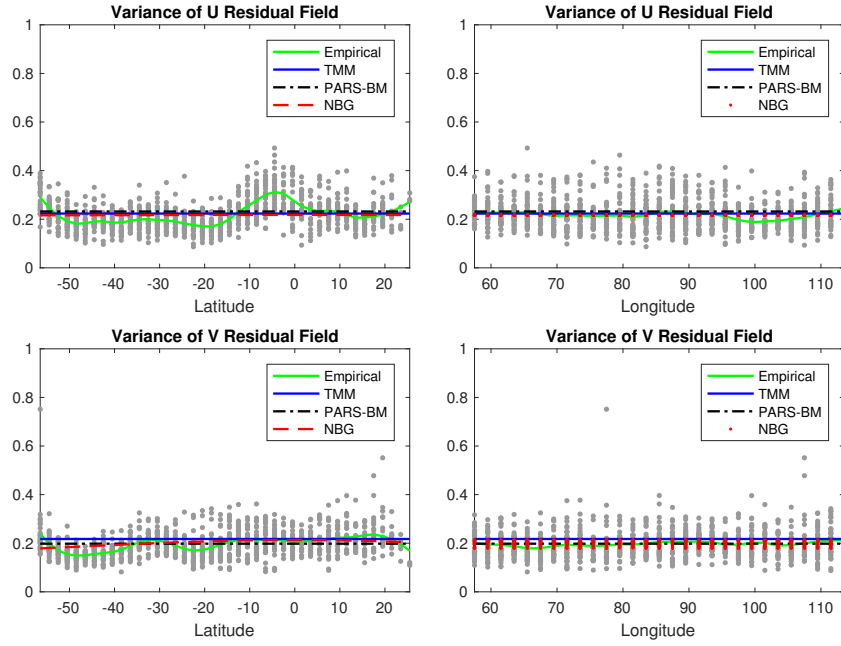 Variance of U Residual Field
1
0.8
0.6
0.4
0.2
0
-50 -40 -30 -20 -10 0 10 20
Latitude
Empirical
TMM
PARS-BM
NBG
Variance of U Residual Field
1
0.8
0.6
0.4
0.2
0
60 70 80 90 100 110
Longitude
Empirical
TMM
PARS-BM
NBG
Variance of V Residual Field
1
0.8
0.6
0.4
0.2
0
-50 -40 -30 -20 -10 0 10 20
Latitude
Empirical
TMM
PARS-BM
NBG
Variance of V Residual Field
1
0.8
0.6
0.4
0.2
0
60 70 80 90 100 110
Longitude
Empirical
TMM
PARS-BM
NBG